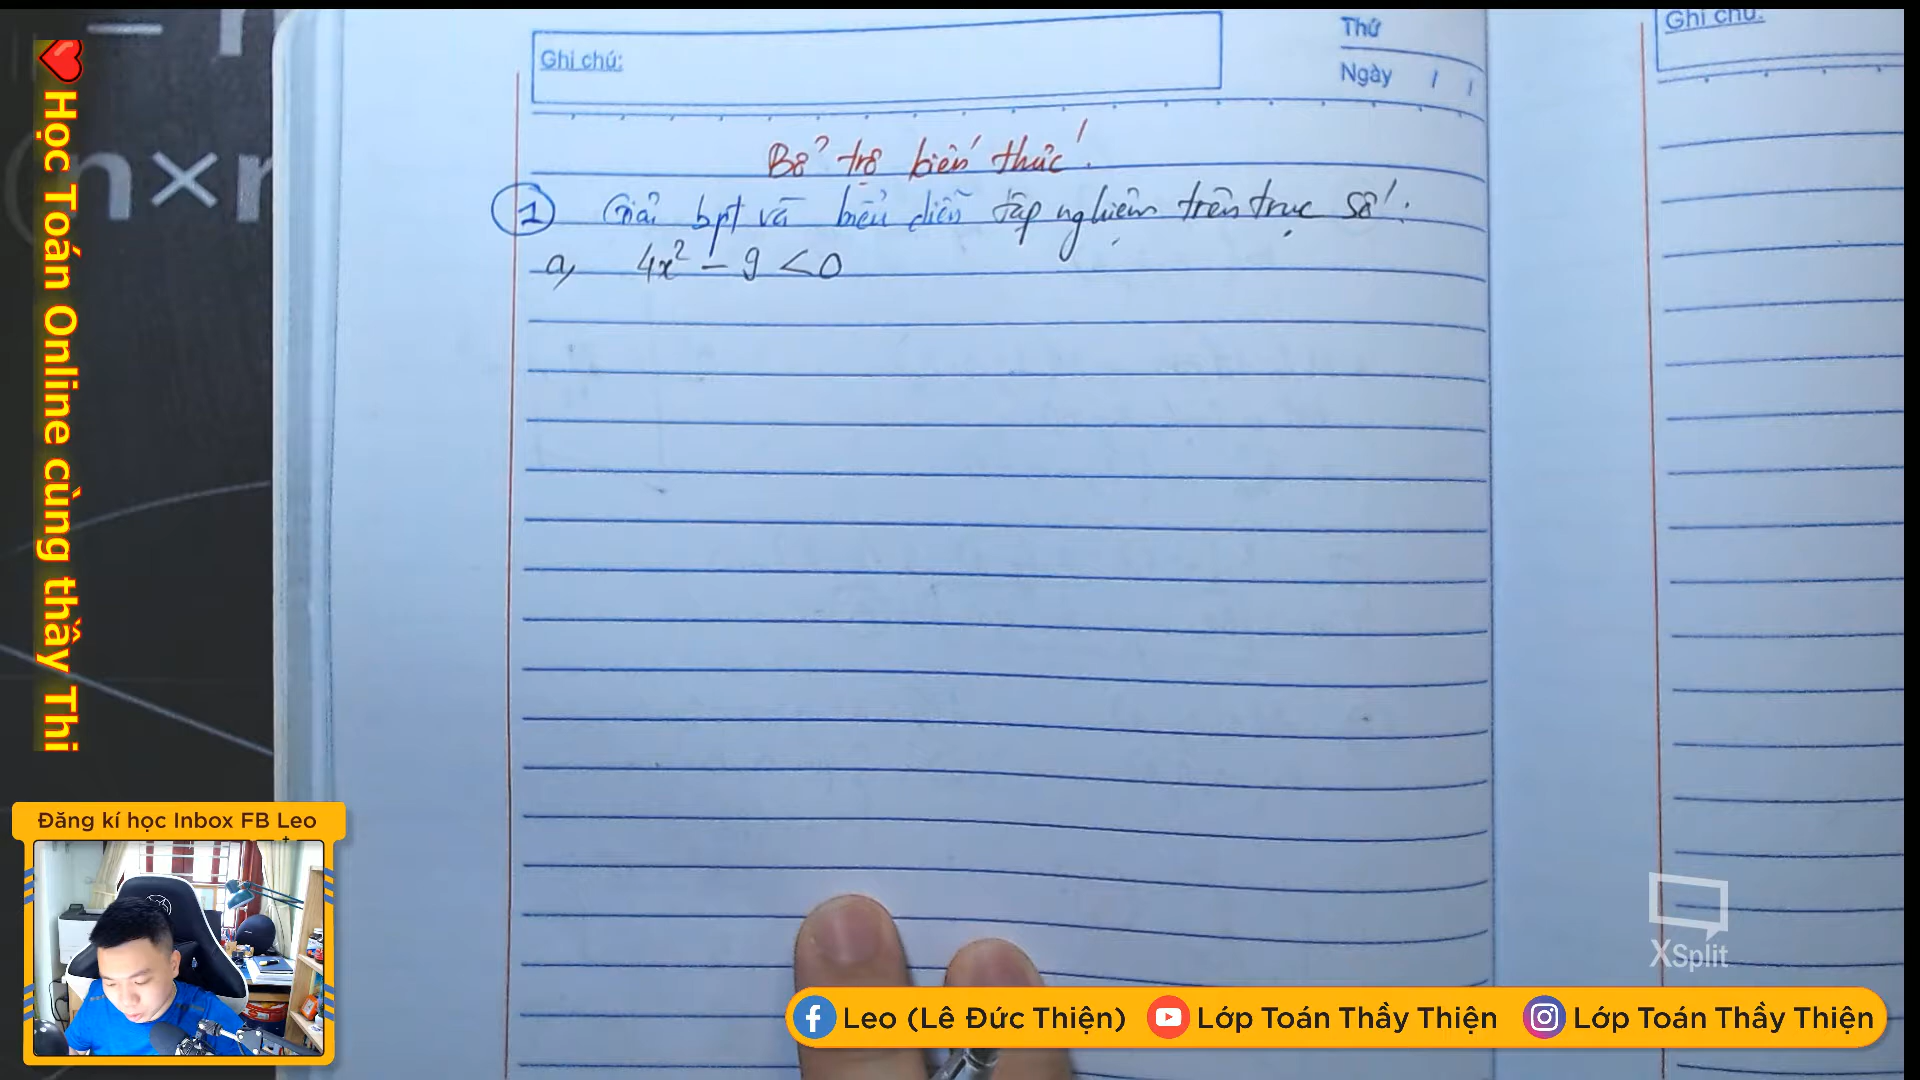 Ghi chú:
Thứ
Ngày / /
Ghi chú:
Bổ trợ kiến thức!
1 Giải bpt và biểu diễn tập nghiệm trên trục số:
a, 4x² - 9 < 0
❤ Học Toán Online cùng thầy Thi
Đăng kí học Inbox FB Leo
XSplit
Leo (Lê Đức Thiện) Lớp Toán Thầy Thiện Lớp Toán Thầy Thiện